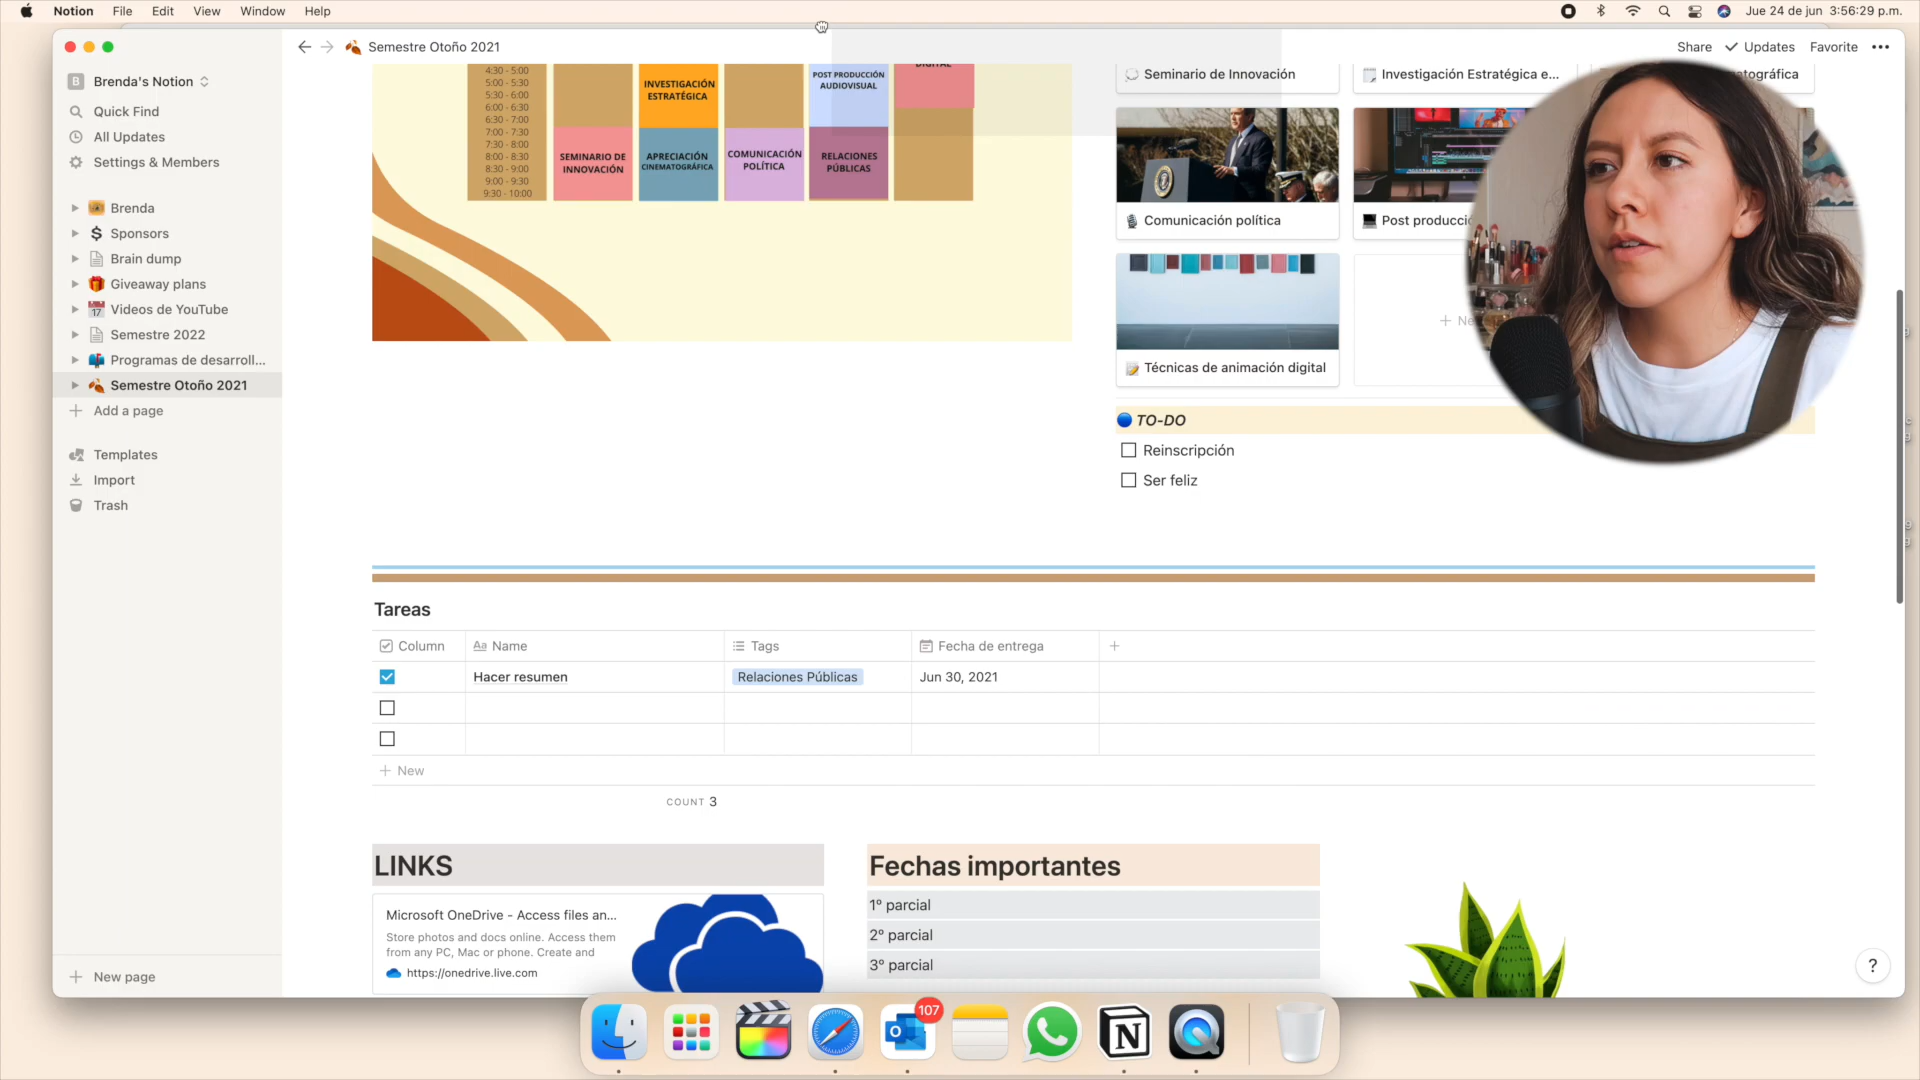 Notion File Edit View Window Help
Jue 24 de jun 3:56:29 p.m.
Semestre Otoño 2021
Share Updates Favorite
B Brenda's Notion
Quick Find
All Updates
Settings & Members
Brenda
Sponsors
Brain dump
Giveaway plans
Videos de YouTube
Semestre 2022
Programas de desarroll...
Semestre Otoño 2021
Add a page
Templates
Import
Trash
New page
4:30 - 5:00
5:00 - 5:30
5:30 - 6:00
6:00 - 6:30
6:30 - 7:00
7:00 - 7:30
7:30 - 8:00
8:00 - 8:30
8:30 - 9:00
9:00 - 9:30
9:30 - 10:00
INVESTIGACIÓN
ESTRATÉGICA
POST PRODUCCIÓN
AUDIOVISUAL
DIGITAL
SEMINARIO DE
INNOVACIÓN
APRECIACIÓN
CINEMATOGRÁFICA
COMUNICACIÓN
POLÍTICA
RELACIONES
PÚBLICAS
Seminario de Innovación
Investigación Estratégica e...
Comunicación política
Técnicas de animación digital
TO-DO
Reinscripción
Ser feliz
Tareas
Column Name Tags Fecha de entrega
Hacer resumen Relaciones Públicas Jun 30, 2021
New
COUNT 3
LINKS
Microsoft OneDrive - Access files an...
Store photos and docs online. Access them
from any PC, Mac or phone. Create and
https://onedrive.live.com
Fechas importantes
1º parcial
2º parcial
3º parcial
?
107